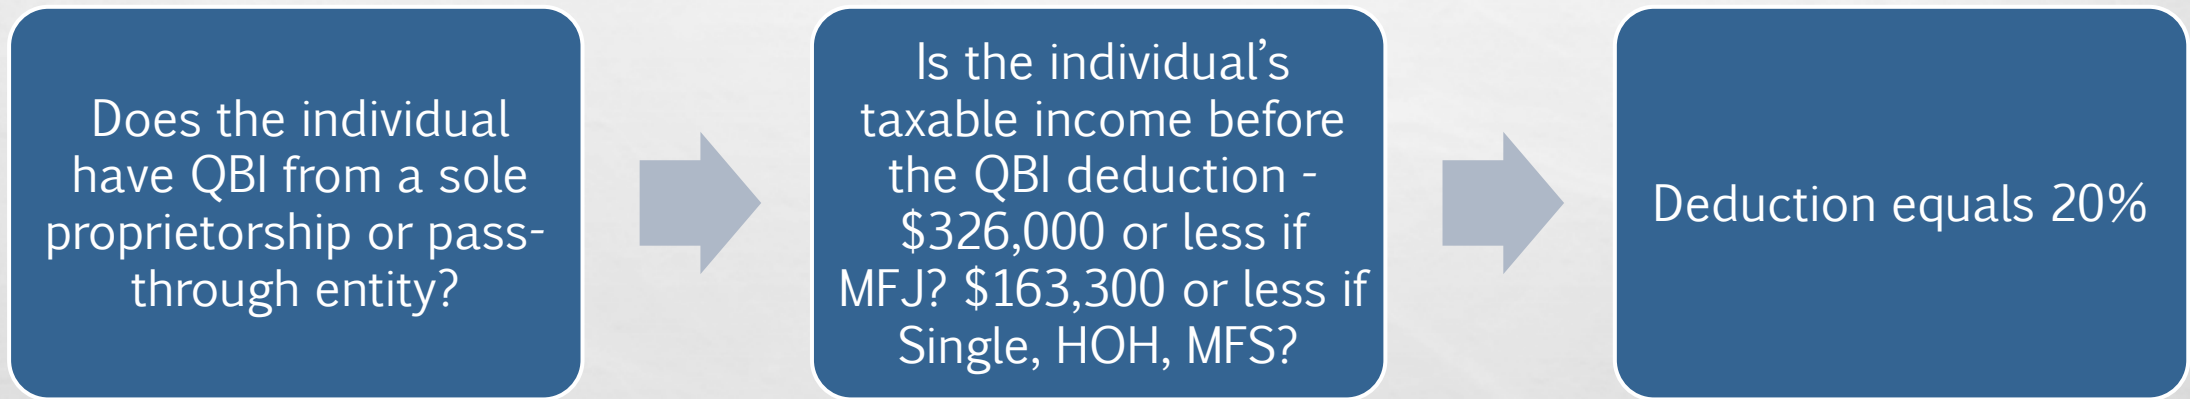 Does the individual
have QBI from a sole
proprietorship or pass-
through entity?
Is the individual’s
taxable income before
the QBI deduction -
$326,000 or less if
MFJ? $163,300 or less if
Single, HOH, MFS?
Deduction equals 20%